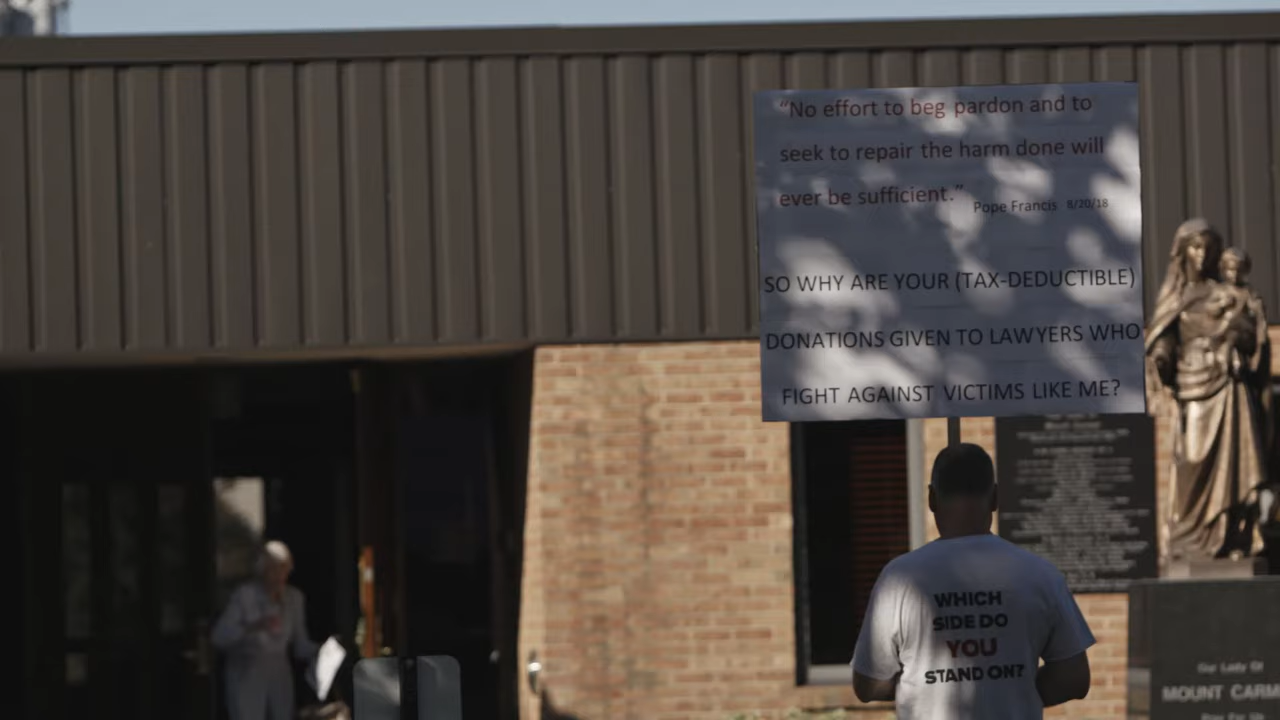 “No effort to beg pardon and to
seek to repair the harm done will
ever be sufficient.” Pope Francis 8/20/18
SO WHY ARE YOUR (TAX-DEDUCTIBLE)
DONATIONS GIVEN TO LAWYERS WHO
FIGHT AGAINST VICTIMS LIKE ME?
WHICH
SIDE DO
YOU
STAND ON?
Our Lady Of
MOUNT CARM